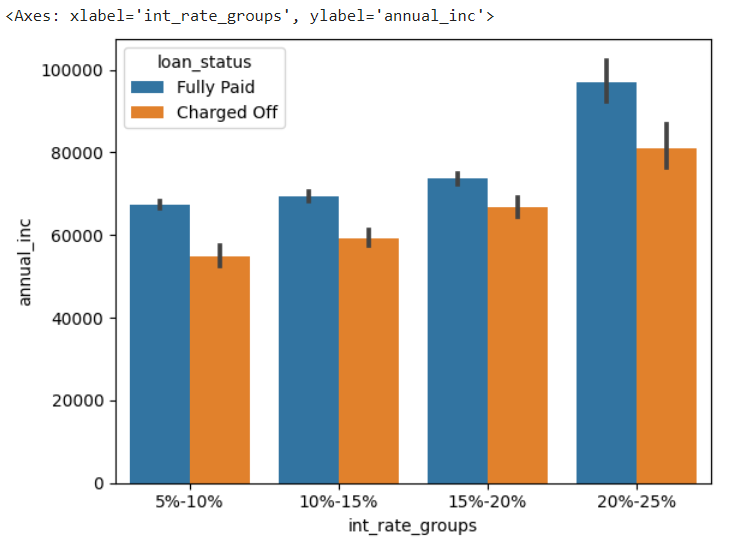 <Axes: xlabel='int_rate_groups', ylabel='annual_inc'>
loan_status
Fully Paid
Charged Off
100000
80000
60000
40000
20000
0
annual_inc
5%-10% 10%-15% 15%-20% 20%-25%
int_rate_groups